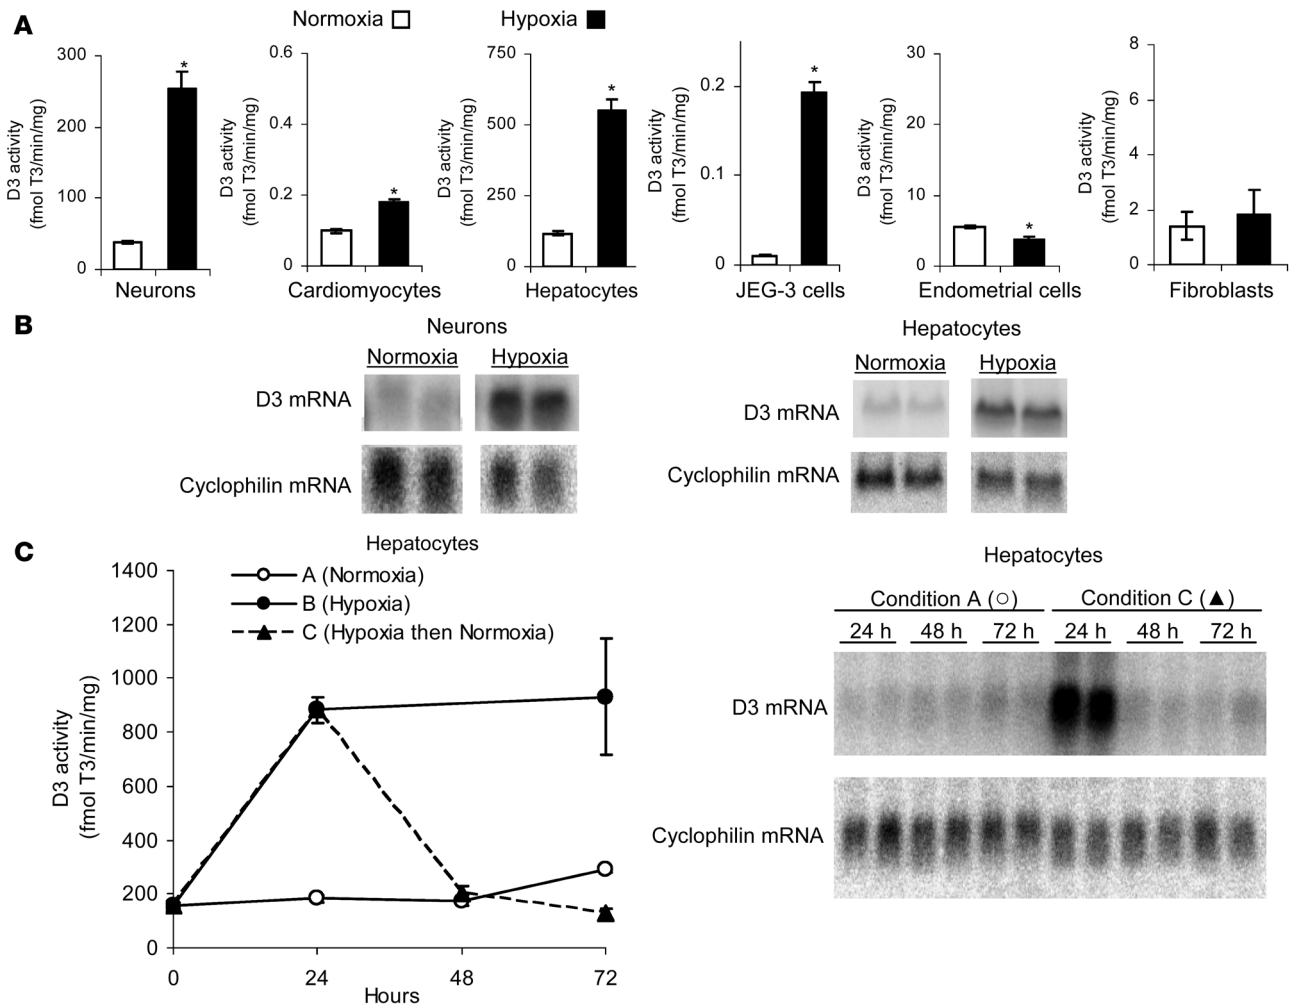 A
Normoxia
Hypoxia
D3 activity
(fmol T3/min/mg)
300
200
100
0
*
Neurons
D3 activity
(fmol T3/min/mg)
0.6
0.4
0.2
0
*
Cardiomyocytes
D3 activity
(fmol T3/min/mg)
750
500
250
0
*
Hepatocytes
D3 activity
(fmol T3/min/mg)
0.2
0.1
0
*
JEG-3 cells
D3 activity
(fmol T3/min/mg)
30
20
10
0
*
Endometrial cells
D3 activity
(fmol T3/min/mg)
8
6
4
2
0
Fibroblasts
B
Neurons
Normoxia Hypoxia
D3 mRNA
Cyclophilin mRNA
Hepatocytes
Normoxia Hypoxia
D3 mRNA
Cyclophilin mRNA
C
Hepatocytes
A (Normoxia)
B (Hypoxia)
C (Hypoxia then Normoxia)
D3 activity
(fmol T3/min/mg)
1400
1200
1000
800
600
400
200
0
0 24 48 72
Hours
Hepatocytes
Condition A (○) Condition C (▲)
24 h 48 h 72 h 24 h 48 h 72 h
D3 mRNA
Cyclophilin mRNA